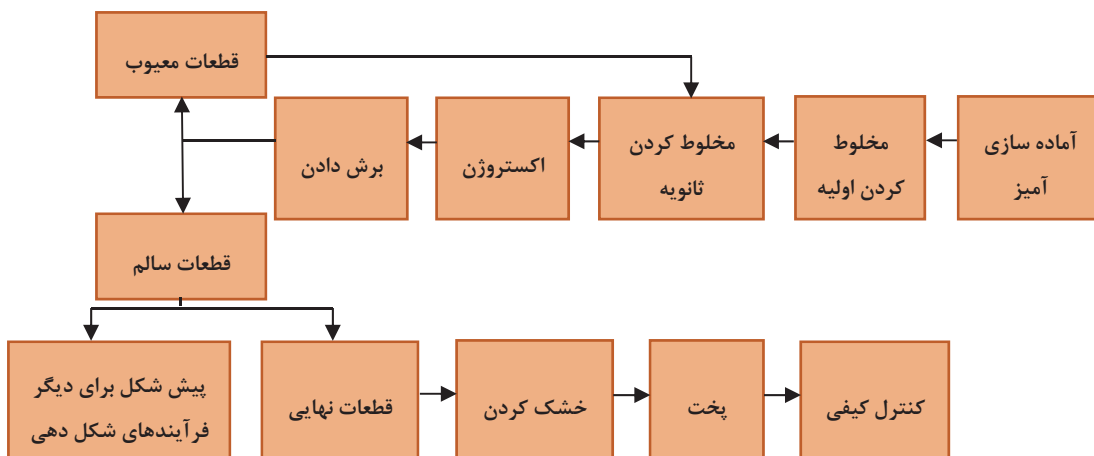 قطعات معیوب
آماده سازی
آمیز
مخلوط
کردن اولیه
مخلوط کردن
ثانویه
اکستروژن
برش دادن
قطعات سالم
پیش شکل برای دیگر
فرآیندهای شکل دهی
قطعات نهایی
خشک کردن
پخت
کنترل کیفی